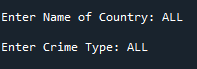 Enter Name of Country: ALL
Enter Crime Type: ALL